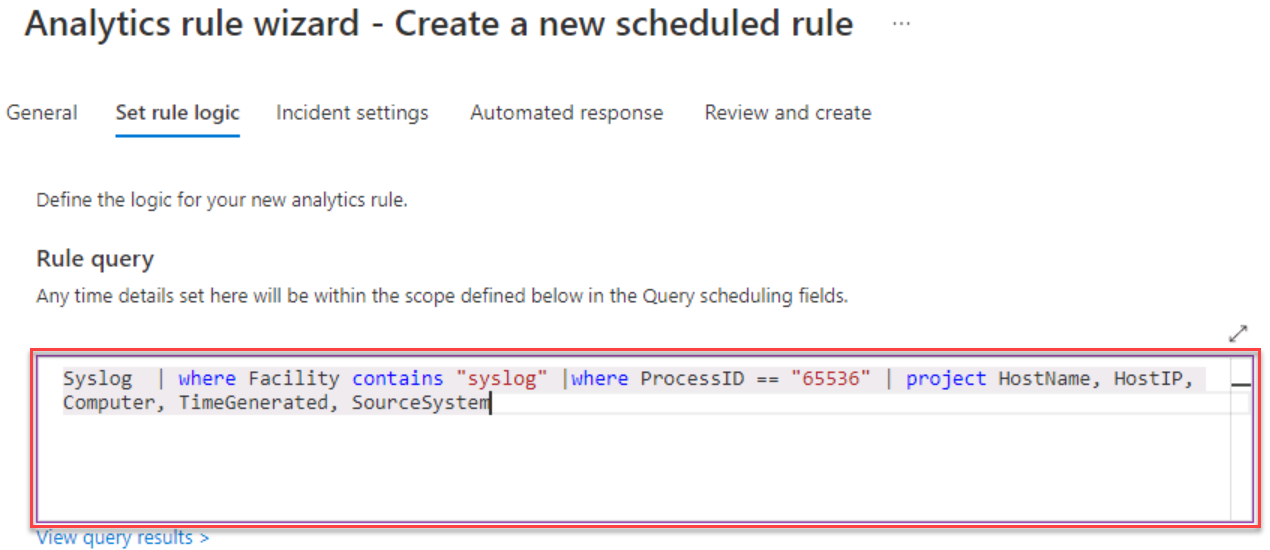 Analytics rule wizard - Create a new scheduled rule ...
General Set rule logic Incident settings Automated response Review and create
Define the logic for your new analytics rule.
Rule query
Any time details set here will be within the scope defined below in the Query scheduling fields.
Syslog | where Facility contains "syslog" |where ProcessID == "65536" | project HostName, HostIP,
Computer, TimeGenerated, SourceSystem
View query results >